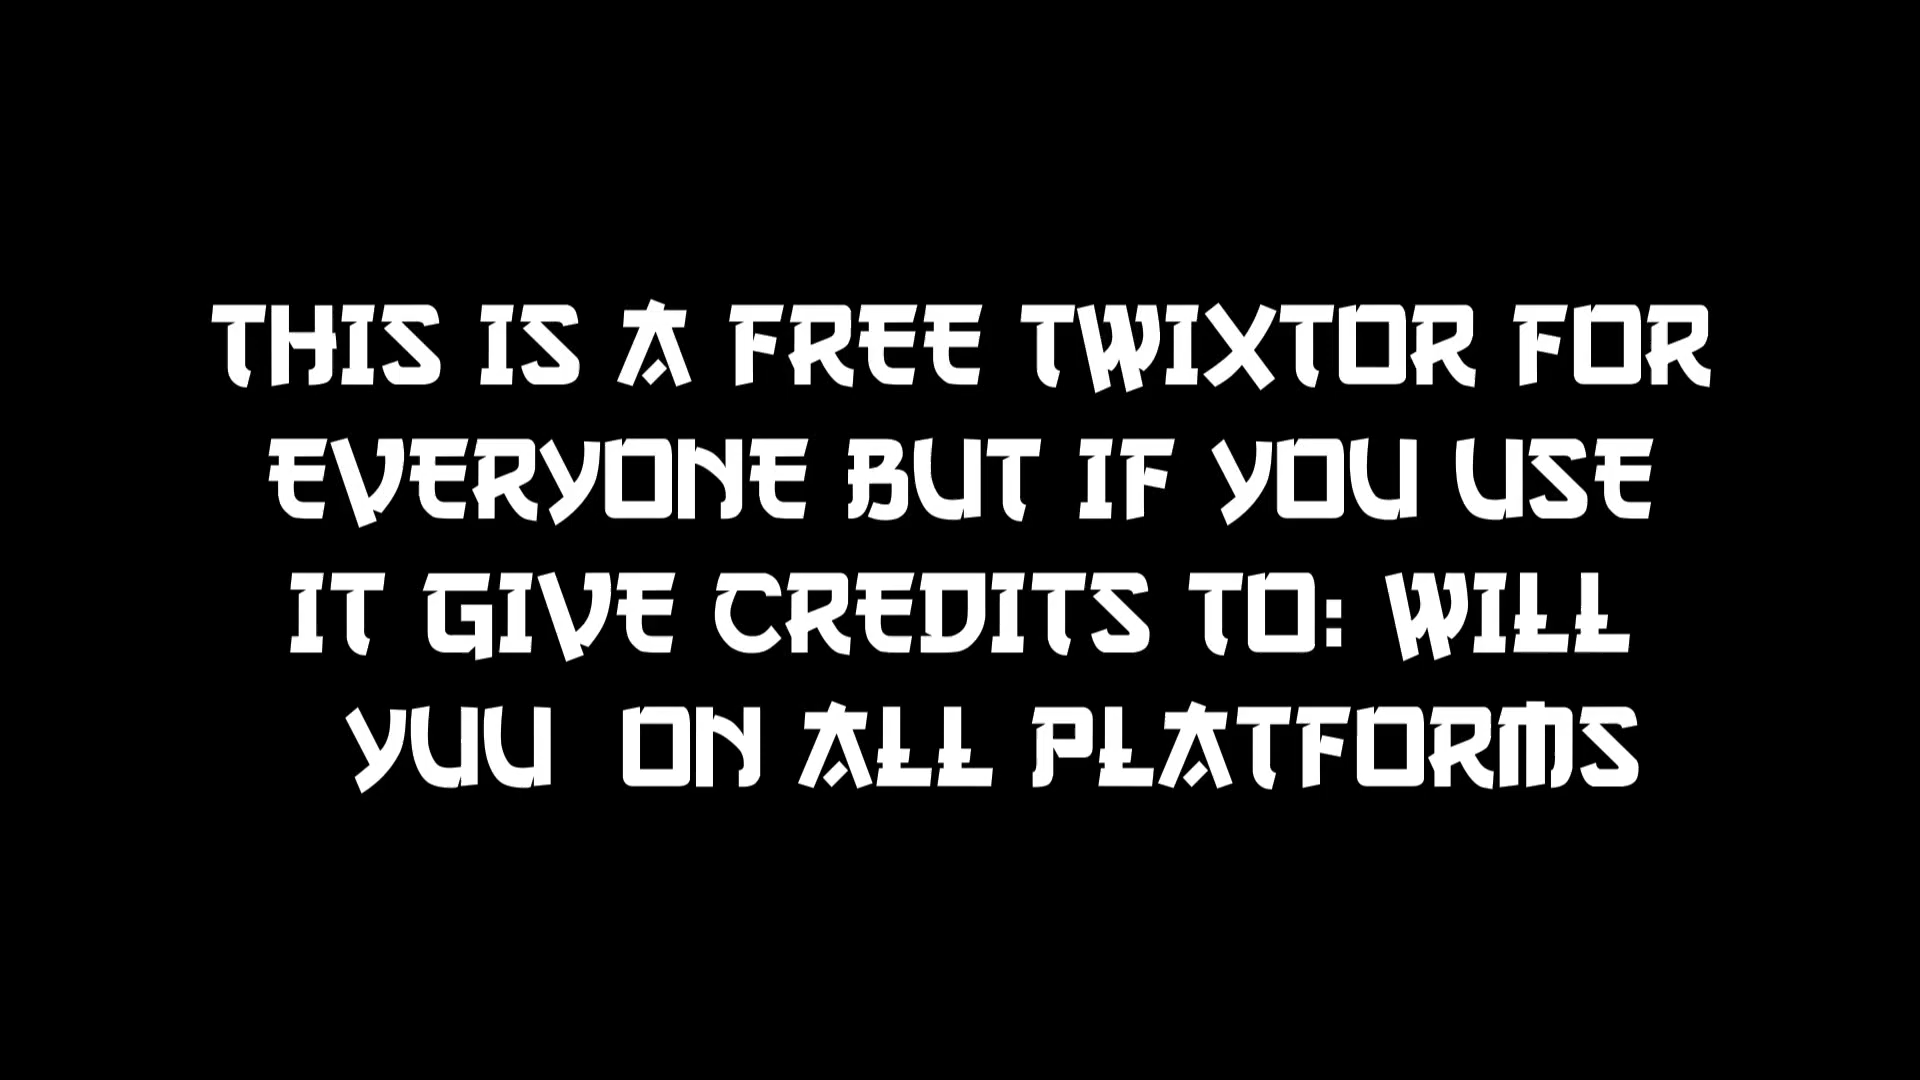 THIS IS A FREE TWIXTOR FOR
EVERYONE BUT IF YOU USE
IT GIVE CREDITS TO: WILL
YUU ON ALL PLATFORMS